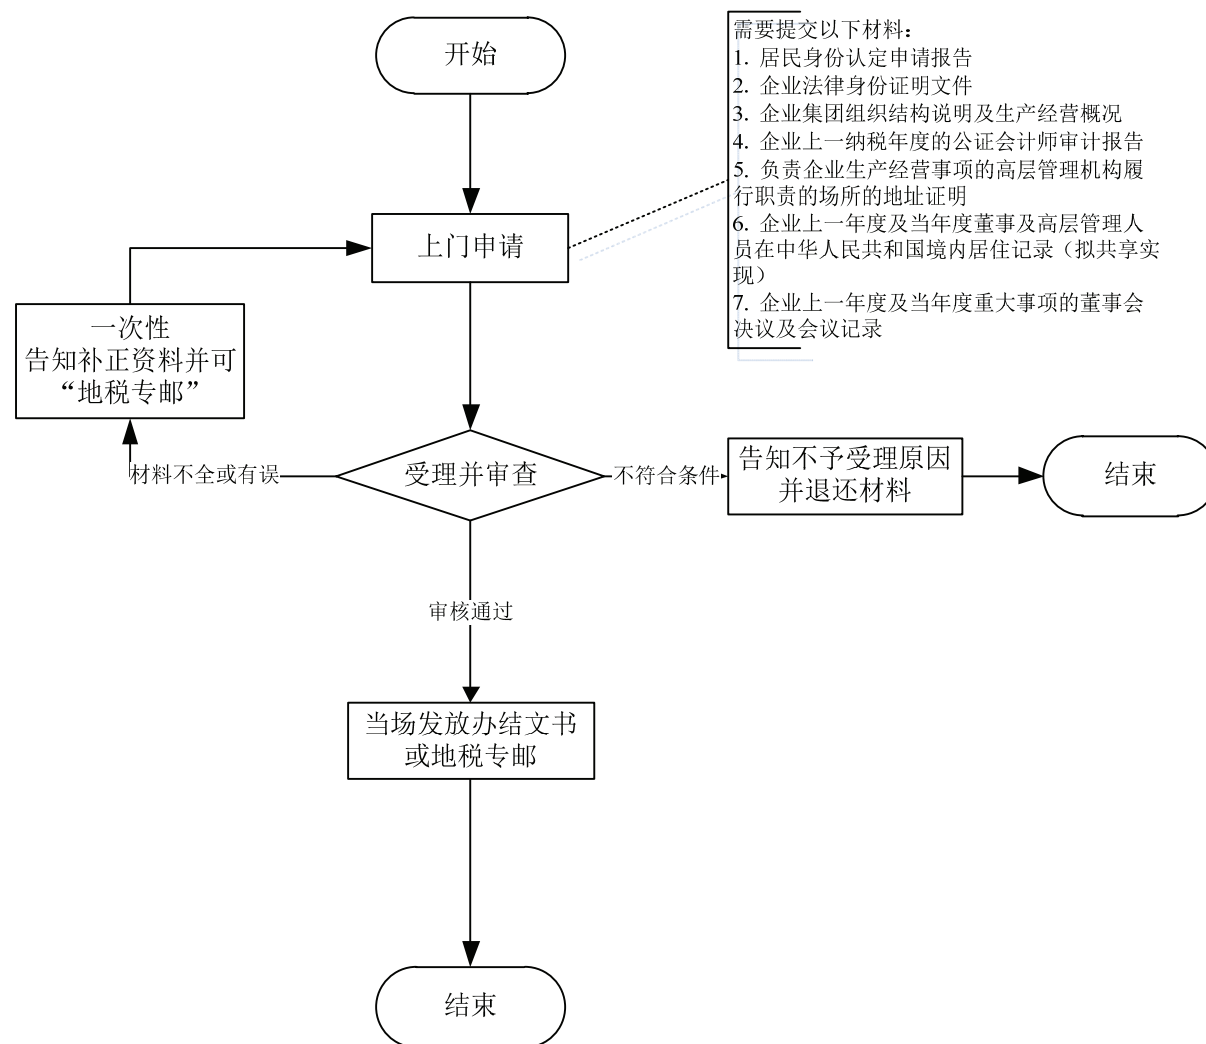 开始
需要提交以下材料：
1. 居民身份认定申请报告
2. 企业法律身份证明文件
3. 企业集团组织结构说明及生产经营概况
4. 企业上一纳税年度的公证会计师审计报告
5. 负责企业生产经营事项的高层管理机构履
行职责的场所的地址证明
6. 企业上一年度及当年度董事及高层管理人
员在中华人民共和国境内居住记录（拟共享实
现）
7. 企业上一年度及当年度重大事项的董事会
决议及会议记录
上门申请
一次性
告知补正资料并可
“地税专邮”
材料不全或有误
受理并审查
不符合条件
告知不予受理原因
并退还材料
结束
审核通过
当场发放办结文书
或地税专邮
结束